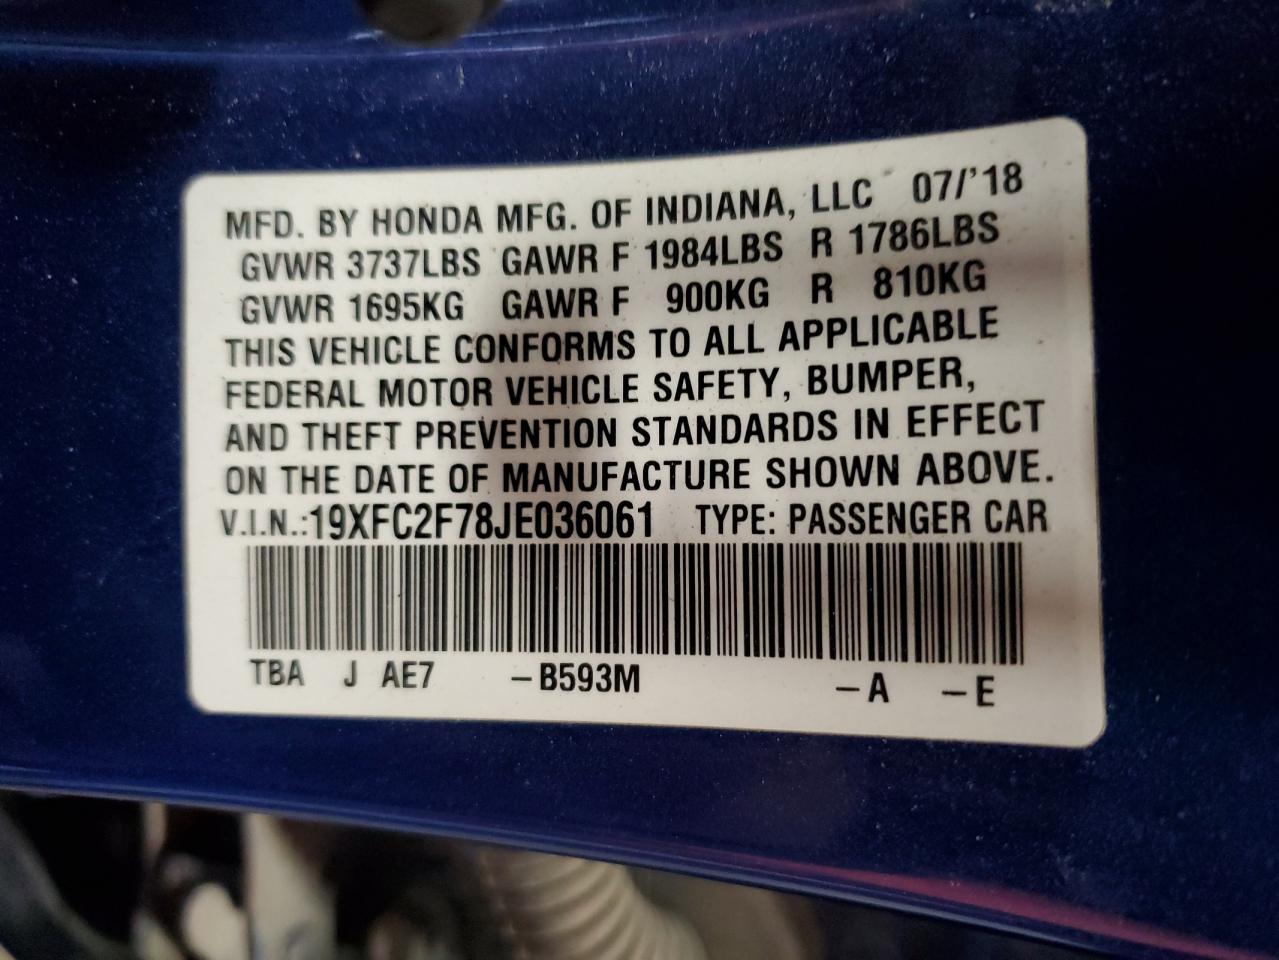 MFD. BY HONDA MFG. OF INDIANA, LLC 07/'18
GVWR 3737LBS GAWR F 1984LBS R 1786LBS
GVWR 1695KG GAWR F 900KG R 810KG
THIS VEHICLE CONFORMS TO ALL APPLICABLE
FEDERAL MOTOR VEHICLE SAFETY, BUMPER,
AND THEFT PREVENTION STANDARDS IN EFFECT
ON THE DATE OF MANUFACTURE SHOWN ABOVE.
V.I.N.:19XFC2F78JE036061 TYPE: PASSENGER CAR
TBA J AE7 –B593M –A –E